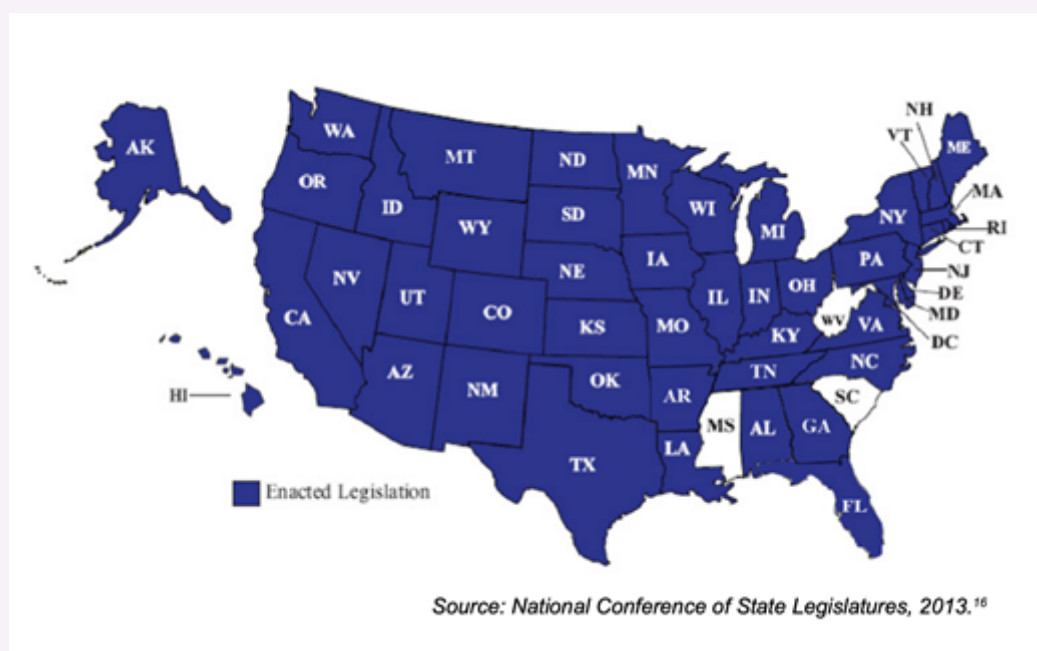 NH
VT
WA
AK
ME
MT
ND
MN
OR
MA
ID
WI
SD
NY
WY
MI
RI
CT
IA
PA
NE
NJ
NV
OH
IL
IN
UT
DE
CA
CO
MD
WV
VA
KS
MO
KY
DC
NC
TN
AZ
OK
NM
AR
SC
HI
MS
AL
GA
LA
TX
Enacted Legislation
FL
Source: National Conference of State Legislatures, 2013.16